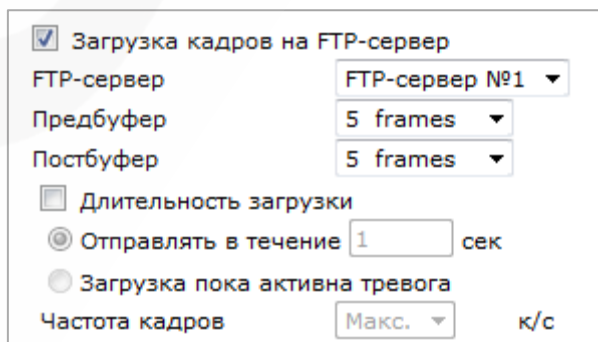 Загрузка кадров на FTP-сервер
FTP-сервер FTP-сервер №1
Предбуфер 5 frames
Постбуфер 5 frames
Длительность загрузки
Отправлять в течение 1 сек
Загрузка пока активна тревога
Частота кадров Макс. к/с